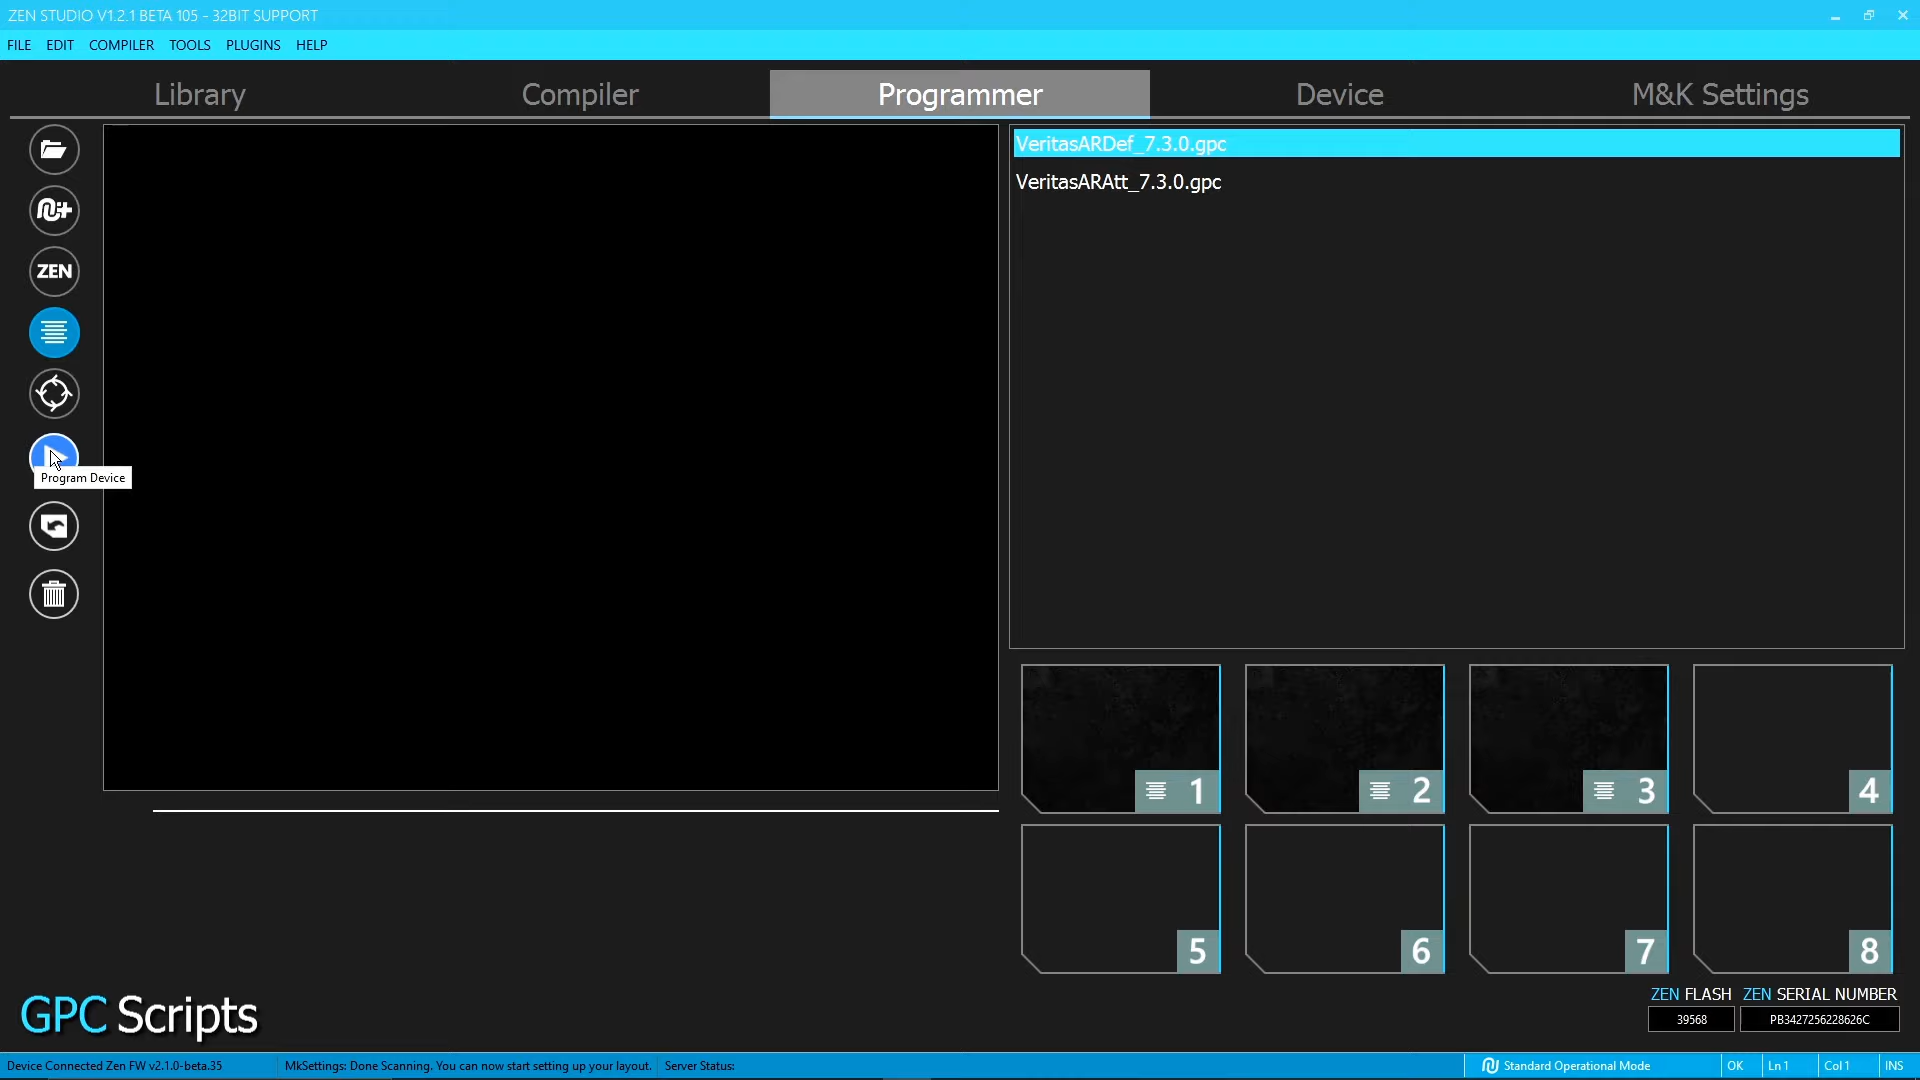 ZEN STUDIO V1.2.1 BETA 105 - 32BIT SUPPORT
FILE EDIT COMPILER TOOLS PLUGINS HELP
Library Compiler Programmer Device M&K Settings
VeritasARDef_7.3.0.gpc
VeritasARAtt_7.3.0.gpc
ZEN
Program Device
1 2 3 4
5 6 7 8
GPC Scripts
ZEN FLASH ZEN SERIAL NUMBER
39568 PB3427256228626C
Device Connected Zen FW v2.1.0-beta.35 MkSettings: Done Scanning. You can now start setting up your layout. Server Status: Standard Operational Mode OK Ln 1 Col 1 INS